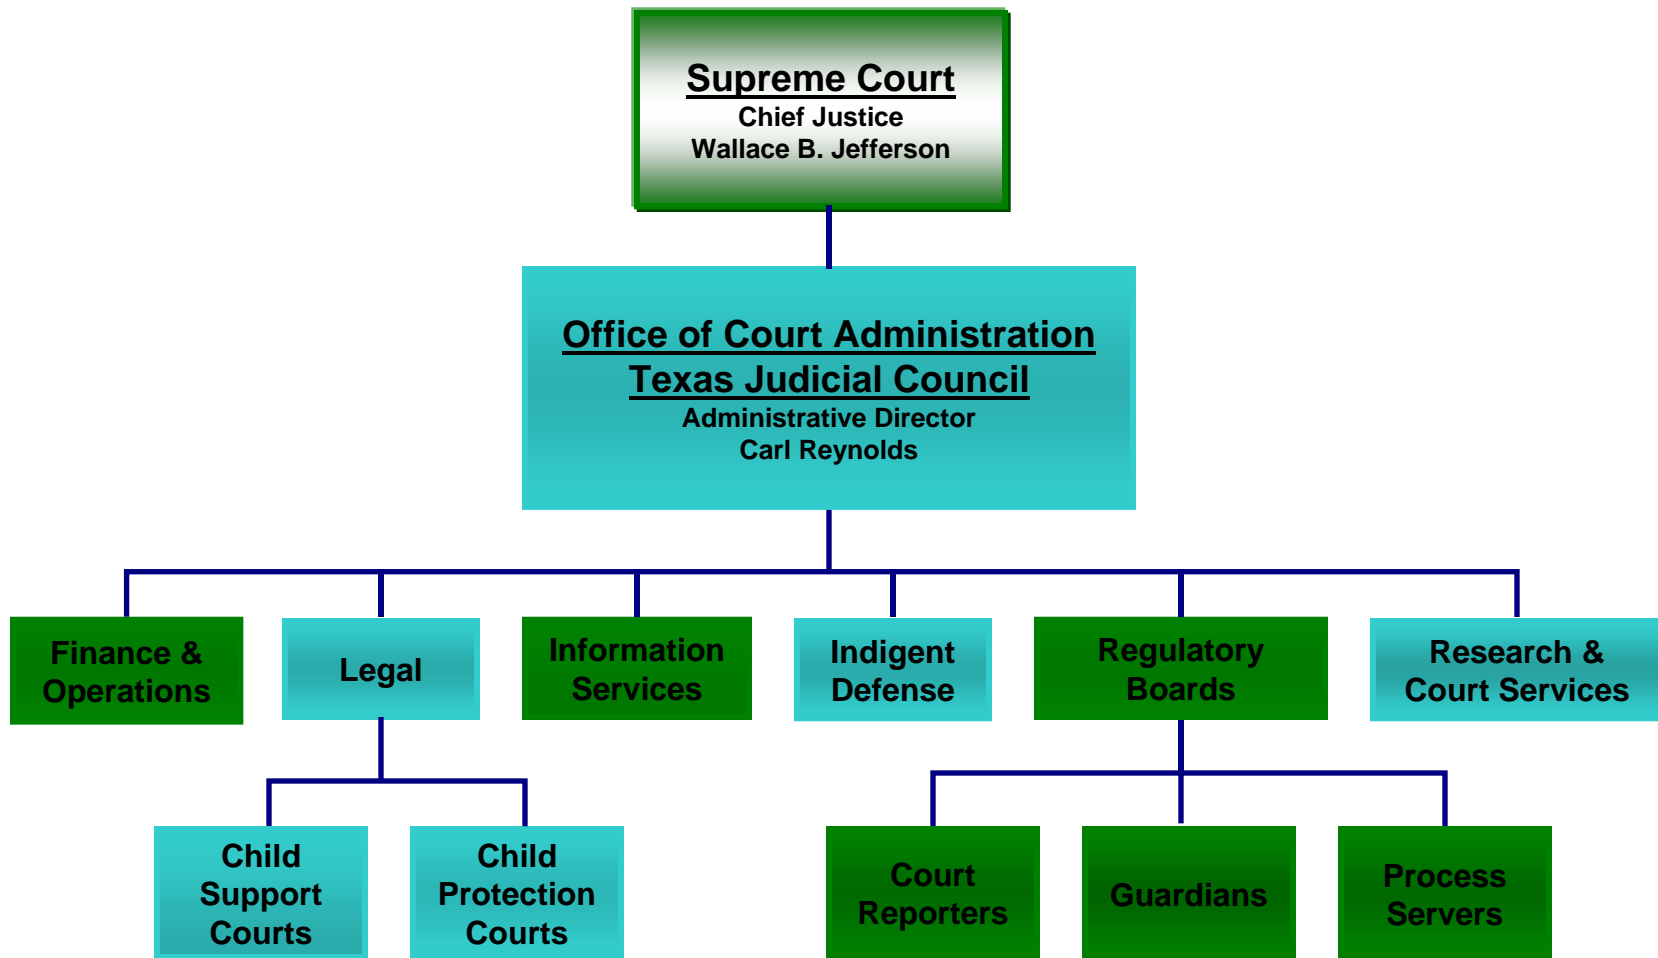 Supreme Court
Chief Justice
Wallace B. Jefferson
Office of Court Administration
Texas Judicial Council
Administrative Director
Carl Reynolds
Finance &
Operations
Legal
Information
Services
Indigent
Defense
Regulatory
Boards
Research &
Court Services
Child
Support
Courts
Child
Protection
Courts
Court
Reporters
Guardians
Process
Servers